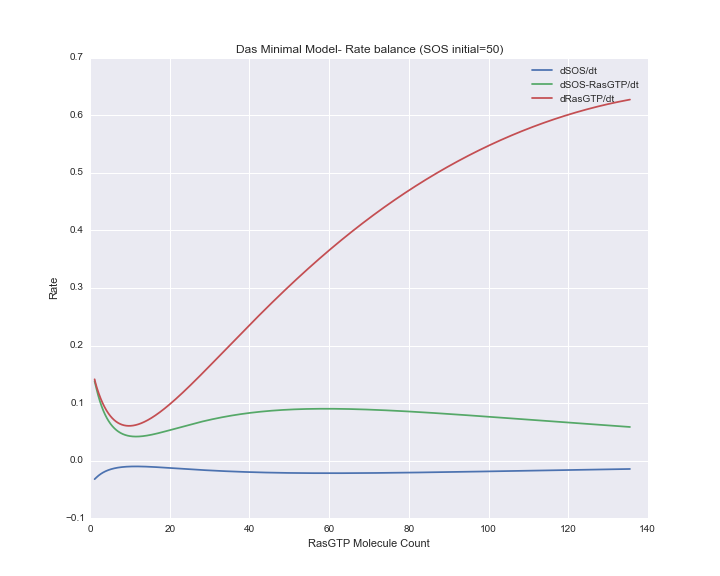 Das Minimal Model- Rate balance (SOS initial=50)
0.7
0.6
0.5
0.4
0.3
0.2
0.1
0.0
−0.1
Rate
dSOS/dt
dSOS-RasGTP/dt
dRasGTP/dt
0 20 40 60 80 100 120 140
RasGTP Molecule Count